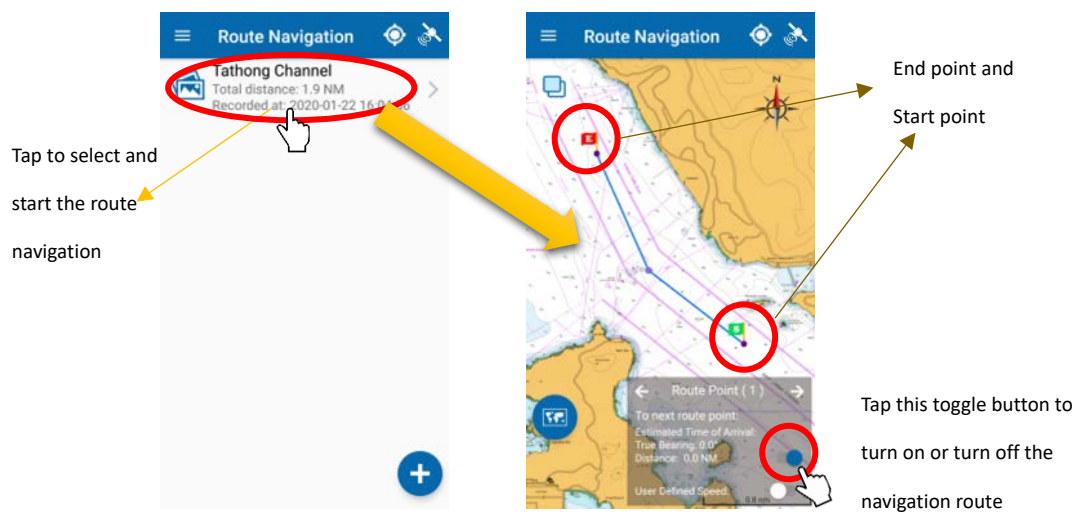 Route Navigation
Tathong Channel
Total distance: 1.9 NM
Recorded at: 2020-01-22 16:04
Tap to select and
start the route
navigation
Route Navigation
N
E
S
Route Point ( 1 )
To next route point:
Estimated Time of Arrival:
True Bearing: 0.0°
Distance: 0.0 NM
User Defined Speed:
0.8 nm
End point and
Start point
Tap this toggle button to
turn on or turn off the
navigation route